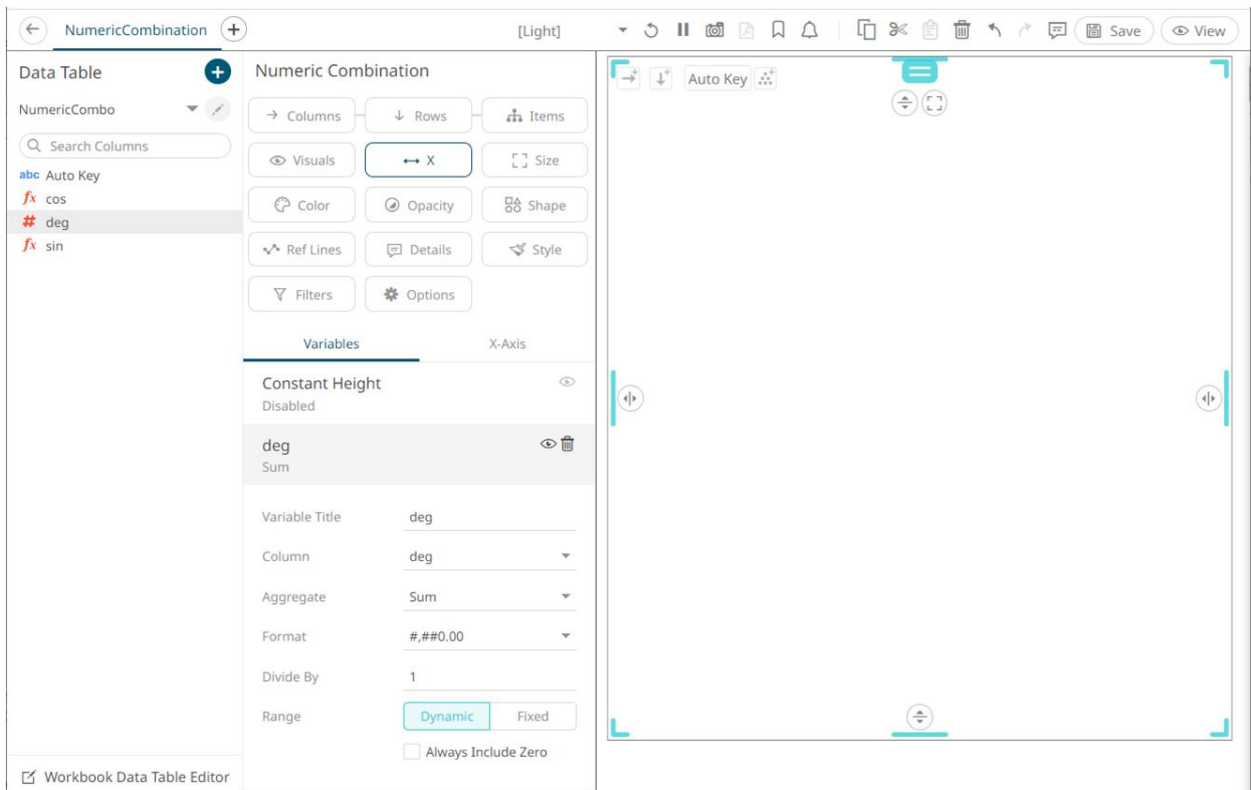 NumericCombination
[Light]
Save
View
Data Table
NumericCombo
Search Columns
abc Auto Key
fx cos
# deg
fx sin
Workbook Data Table Editor
Numeric Combination
Columns
Rows
Items
Visuals
X
Size
Color
Opacity
Shape
Ref Lines
Details
Style
Filters
Options
Variables
X-Axis
Constant Height
Disabled
deg
Sum
Variable Title deg
Column deg
Aggregate Sum
Format #,##0.00
Divide By 1
Range Dynamic Fixed
Always Include Zero
Auto Key